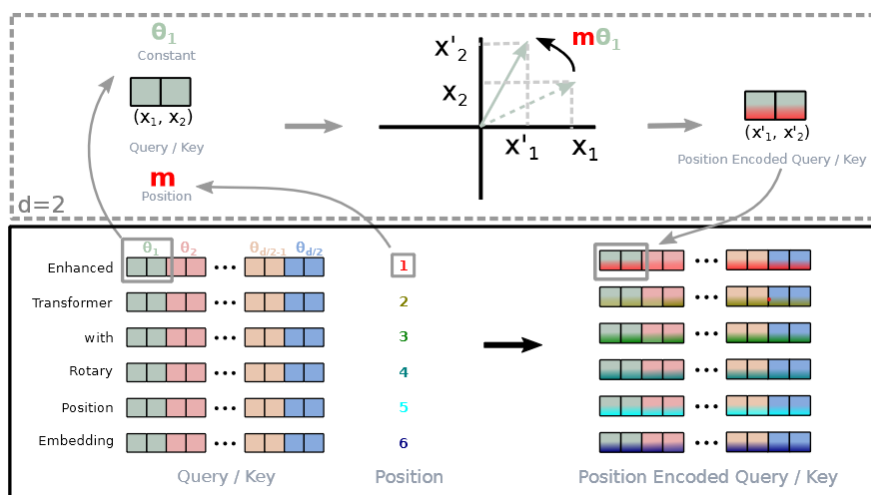 θ1
Constant
(x1, x2)
Query / Key
m
Position
d=2
x'2
x2
x'1
x1
mθ1
(x'1, x'2)
Position Encoded Query / Key
θ1 θ2 ••• θd/2-1 θd/2
Enhanced ••• 1 •••
Transformer ••• 2 •••
with ••• 3 •••
Rotary ••• 4 •••
Position ••• 5 •••
Embedding ••• 6 •••
Query / Key Position Position Encoded Query / Key